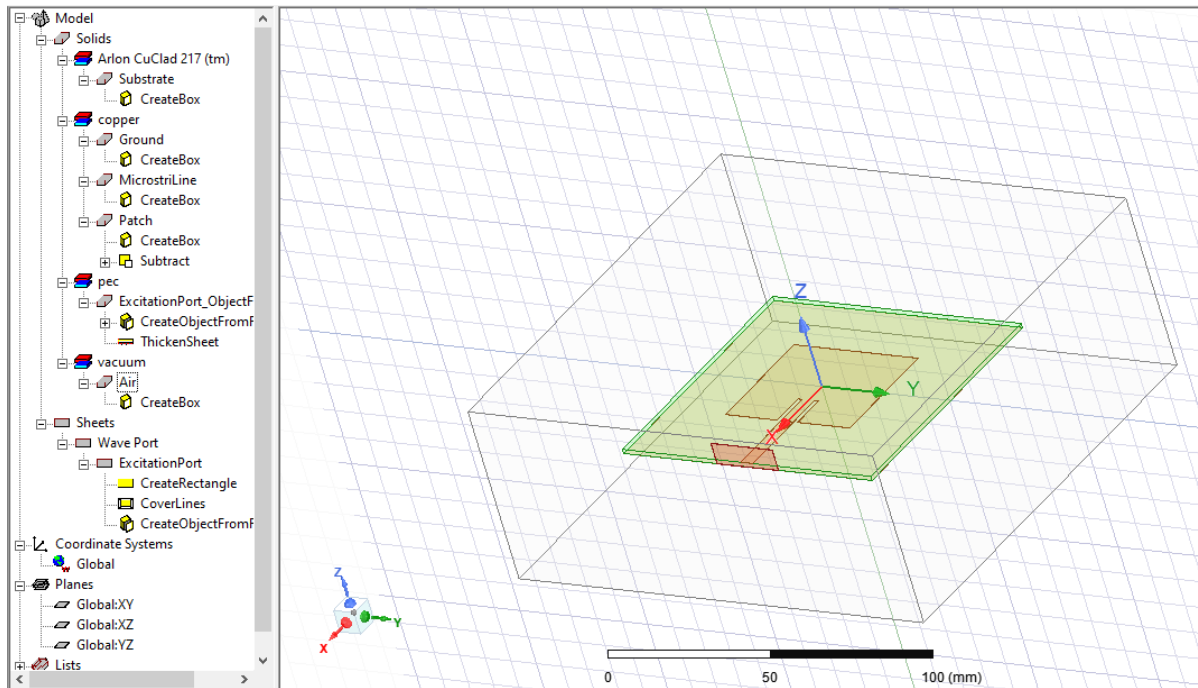 Model
Solids
Arlon CuClad 217 (tm)
Substrate
CreateBox
copper
Ground
CreateBox
MicrostriLine
CreateBox
Patch
CreateBox
Subtract
pec
ExcitationPort_ObjectF
CreateObjectFromF
ThickenSheet
vacuum
Air
CreateBox
Sheets
Wave Port
ExcitationPort
CreateRectangle
CoverLines
CreateObjectFromF
Coordinate Systems
Global
Planes
Global:XY
Global:XZ
Global:YZ
Lists
Z
Y
X
Z
Y
X
0 50 100 (mm)